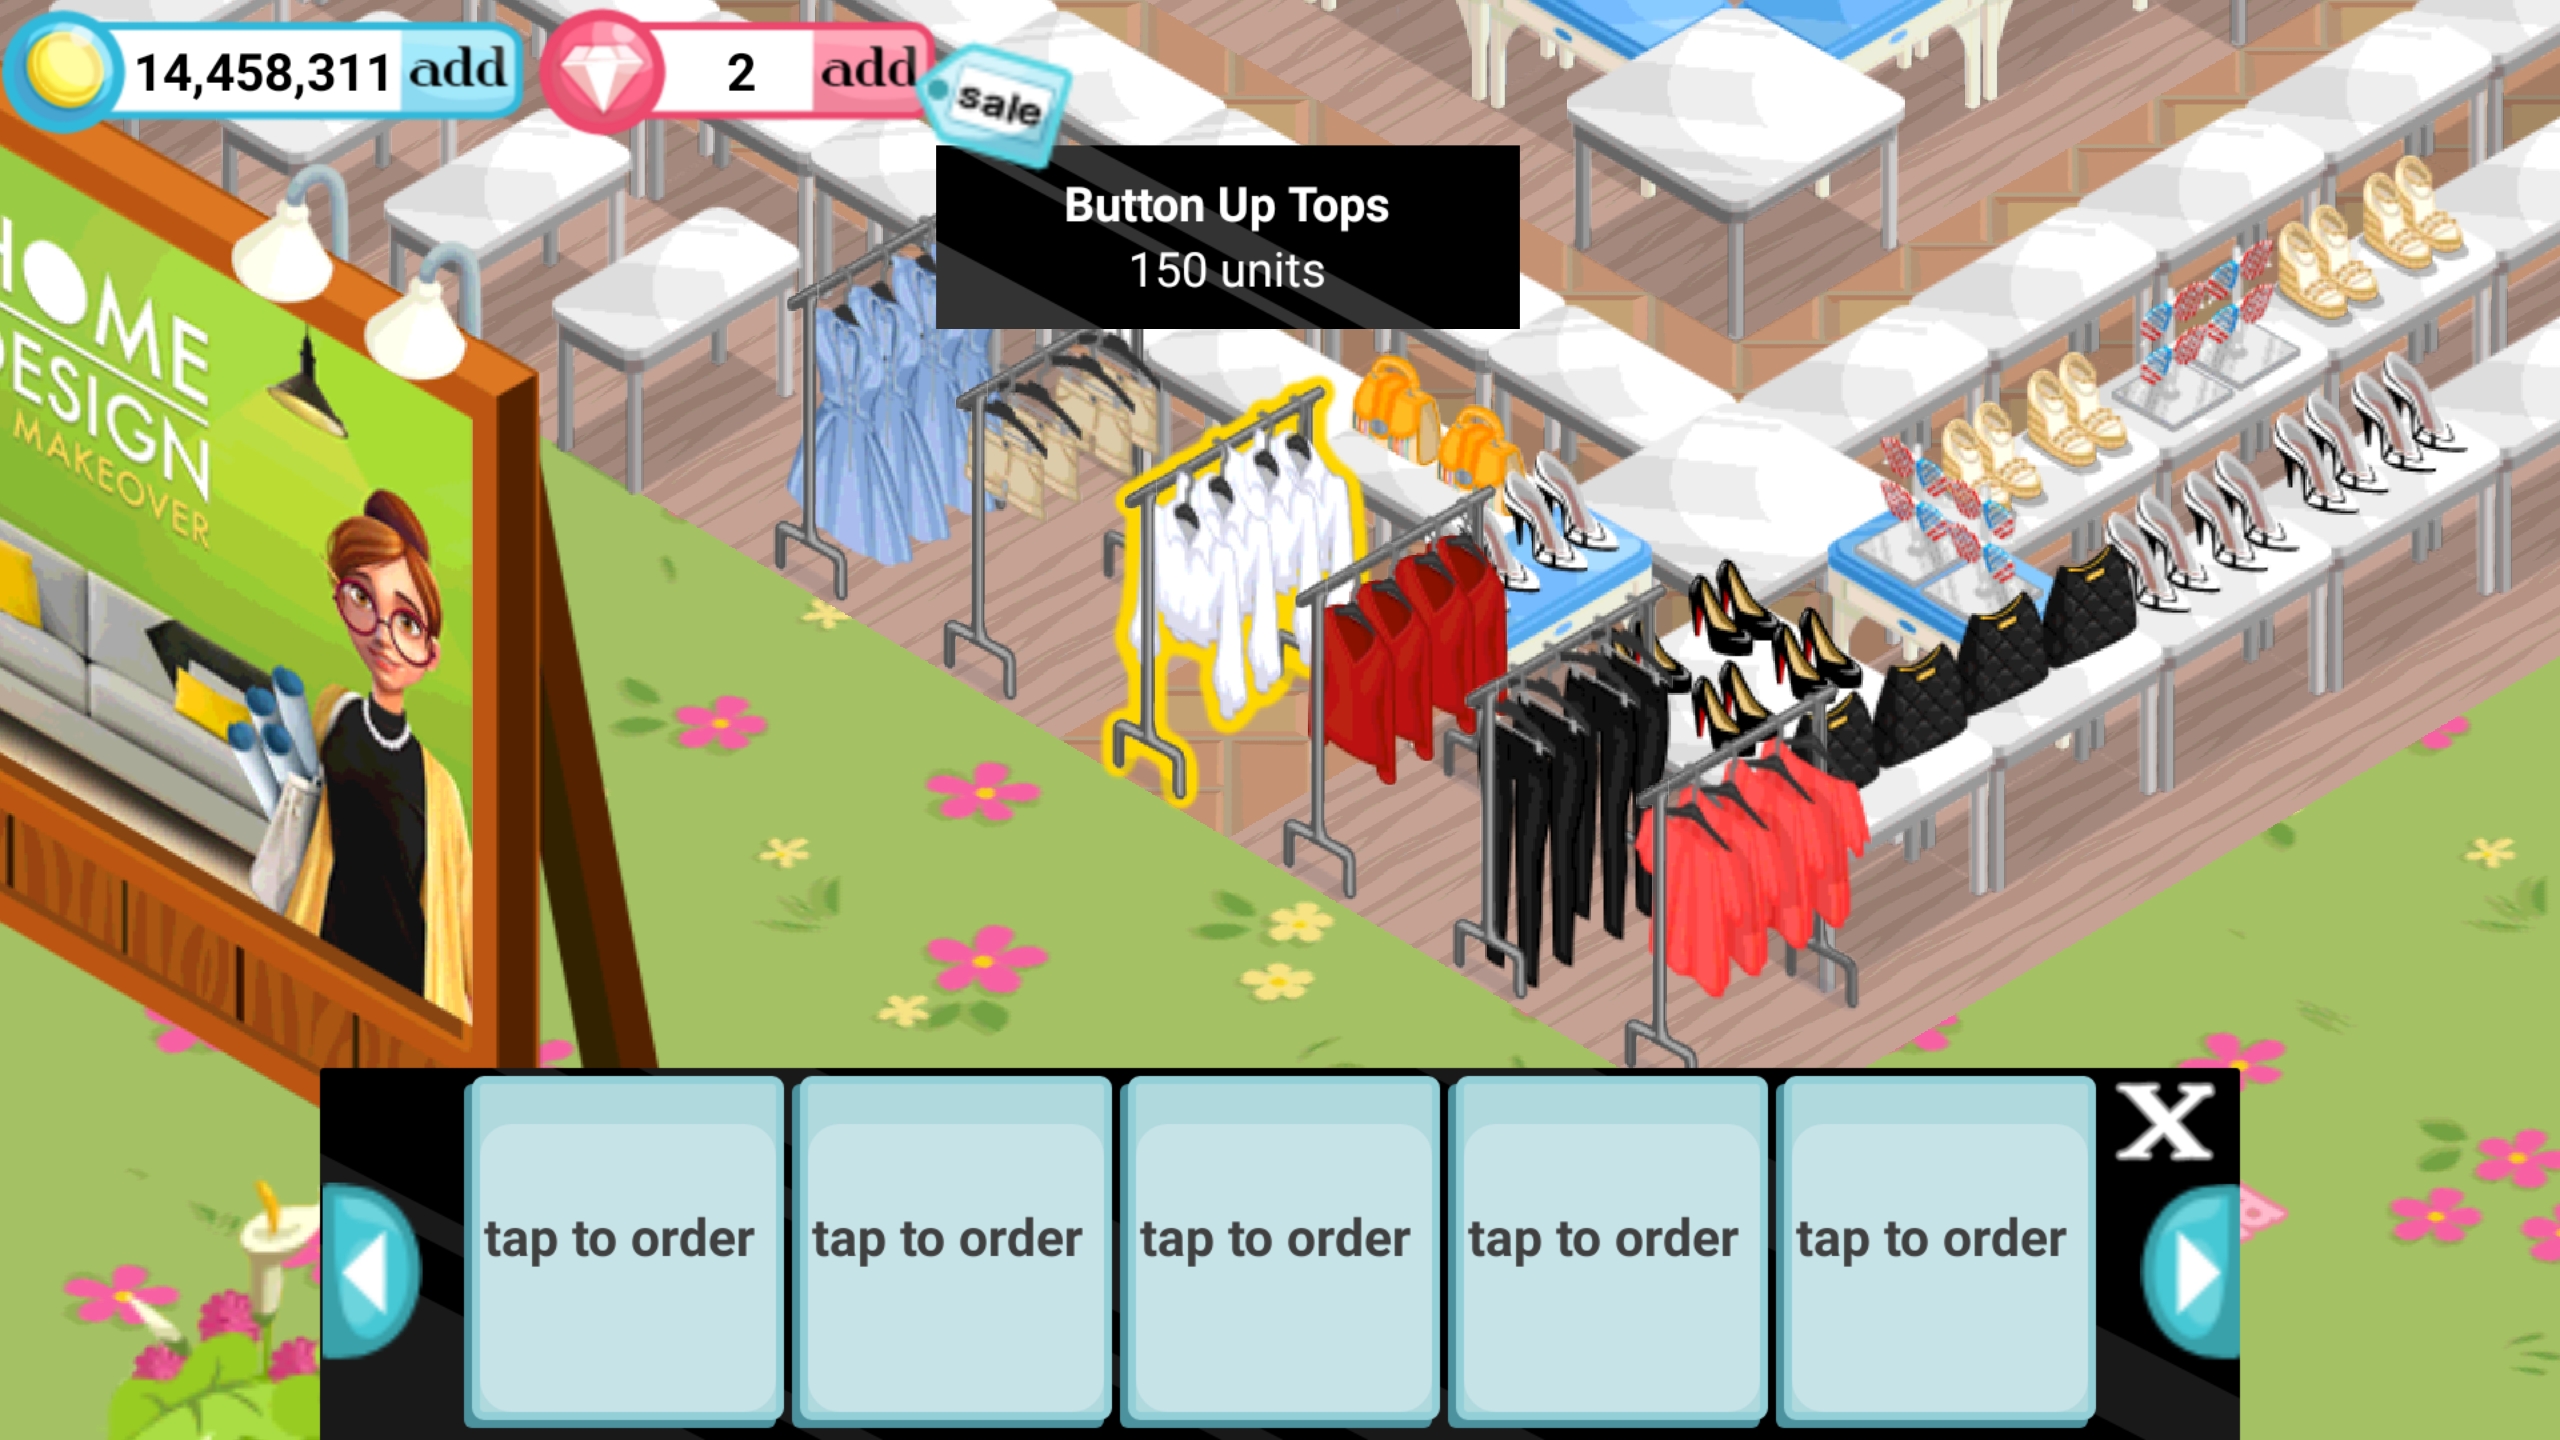 14,458,311 add
2 add
sale
Button Up Tops
150 units
HOME
DESIGN
MAKEOVER
tap to order
tap to order
tap to order
tap to order
tap to order
X